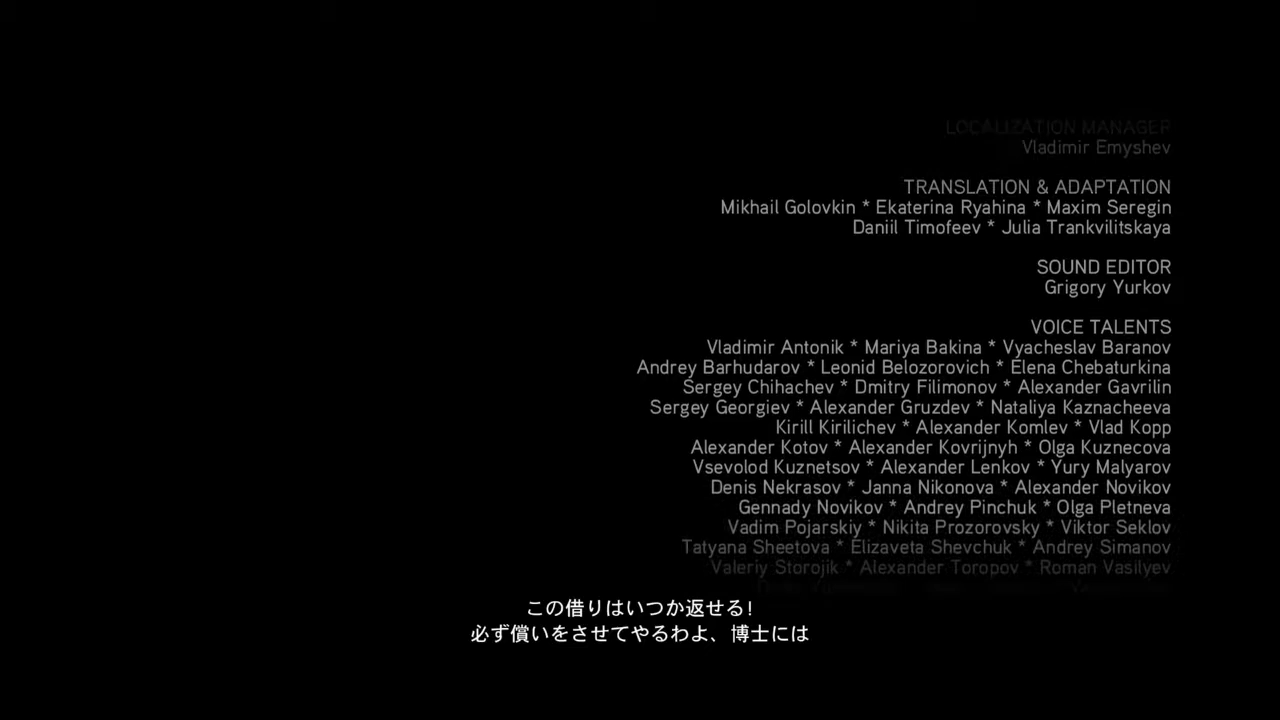 LOCALIZATION MANAGER
Vladimir Emyshev
TRANSLATION & ADAPTATION
Mikhail Golovkin * Ekaterina Ryahina * Maxim Seregin
Daniil Timofeev * Julia Trankvilitskaya
SOUND EDITOR
Grigory Yurkov
VOICE TALENTS
Vladimir Antonik * Mariya Bakina * Vyacheslav Baranov
Andrey Barhudarov * Leonid Belozorovich * Elena Chebaturkina
Sergey Chihachev * Dmitry Filimonov * Alexander Gavrilin
Sergey Georgiev * Alexander Gruzdev * Nataliya Kaznacheeva
Kirill Kirilichev * Alexander Komlev * Vlad Kopp
Alexander Kotov * Alexander Kovrijnyh * Olga Kuznecova
Vsevolod Kuznetsov * Alexander Lenkov * Yury Malyarov
Denis Nekrasov * Janna Nikonova * Alexander Novikov
Gennady Novikov * Andrey Pinchuk * Olga Pletneva
Vadim Pojarskiy * Nikita Prozorovsky * Viktor Seklov
Tatyana Sheetova * Elizaveta Shevchuk * Andrey Simanov
Valeriy Storojik * Alexander Toropov * Roman Vasilyev
この借りはいつか返せる!
必ず償いをさせてやるわよ、博士には